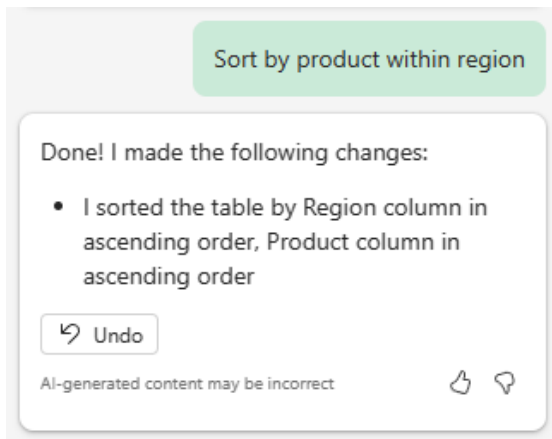 Sort by product within region
Done! I made the following changes:
• I sorted the table by Region column in
ascending order, Product column in
ascending order
Undo
AI-generated content may be incorrect